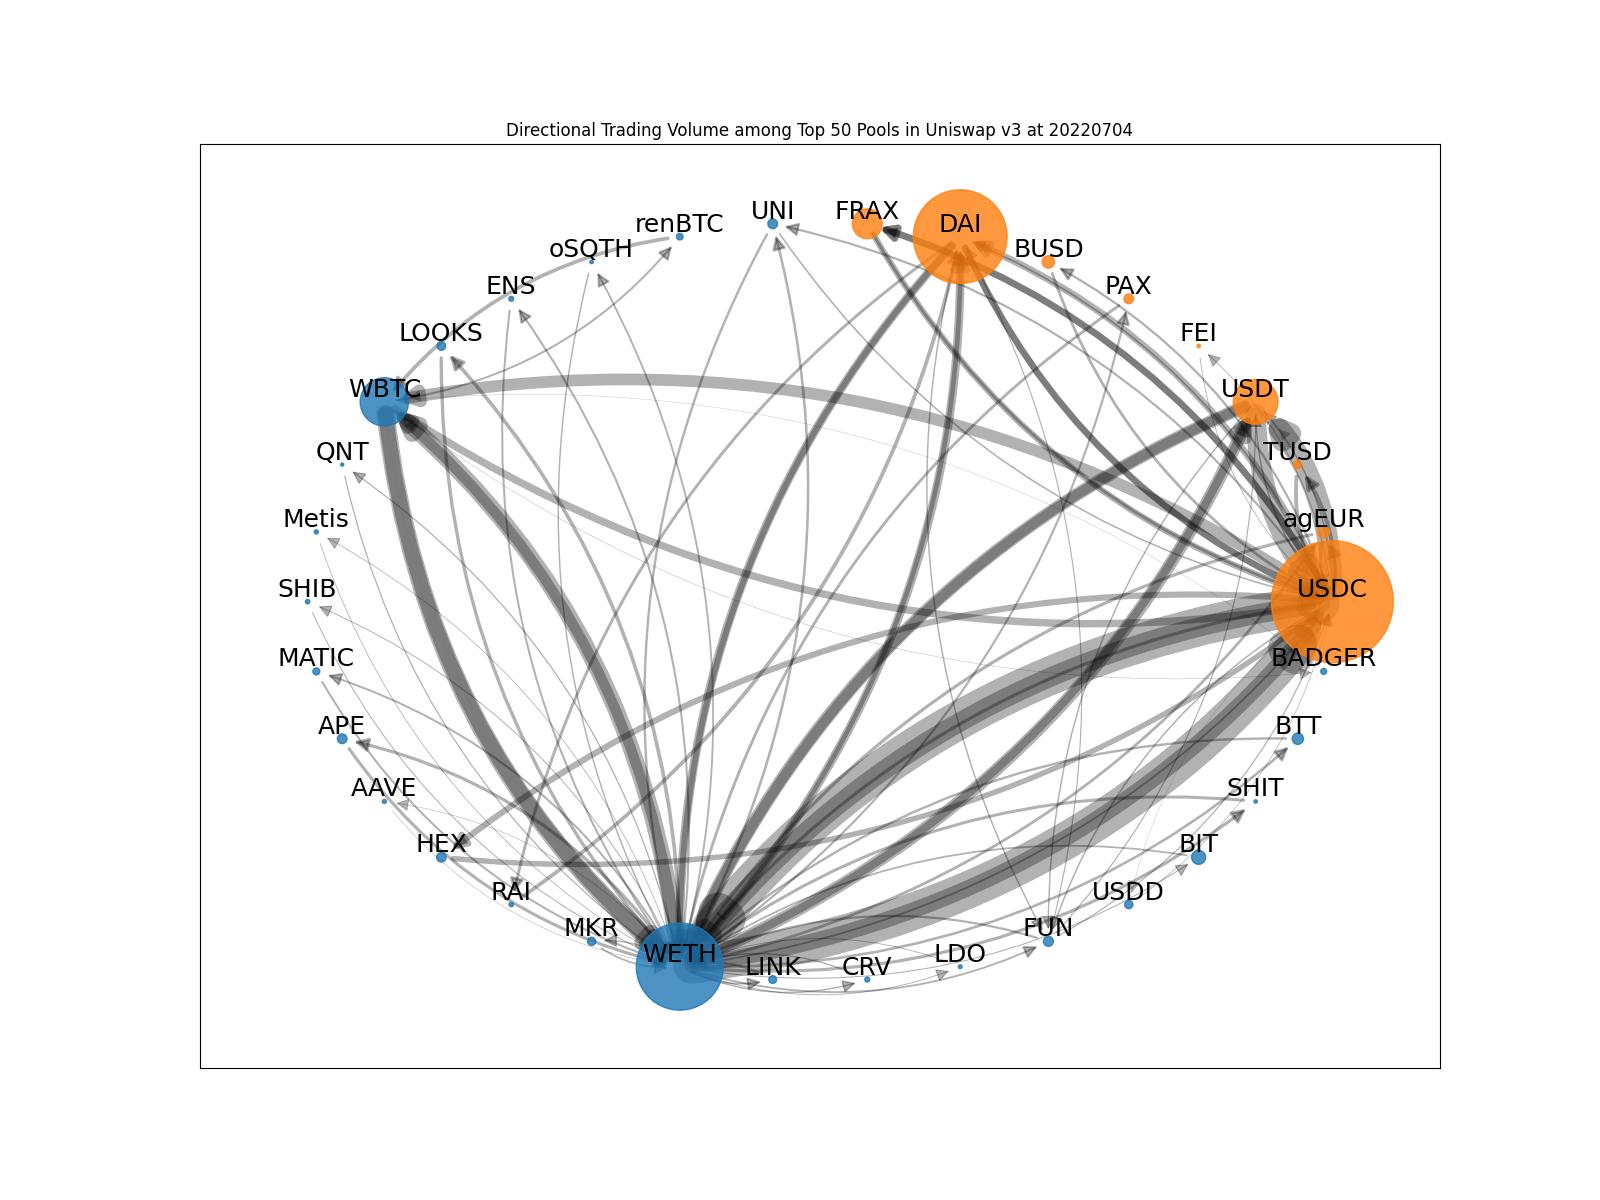 Directional Trading Volume among Top 50 Pools in Uniswap v3 at 20220704
UNI
FRAX
DAI
renBTC
oSQTH
BUSD
ENS
PAX
LOOKS
FEI
WBTC
USDT
QNT
TUSD
Metis
agEUR
SHIB
USDC
MATIC
BADGER
APE
BTT
AAVE
SHIT
HEX
BIT
RAI
USDD
MKR
FUN
WETH
LDO
LINK
CRV